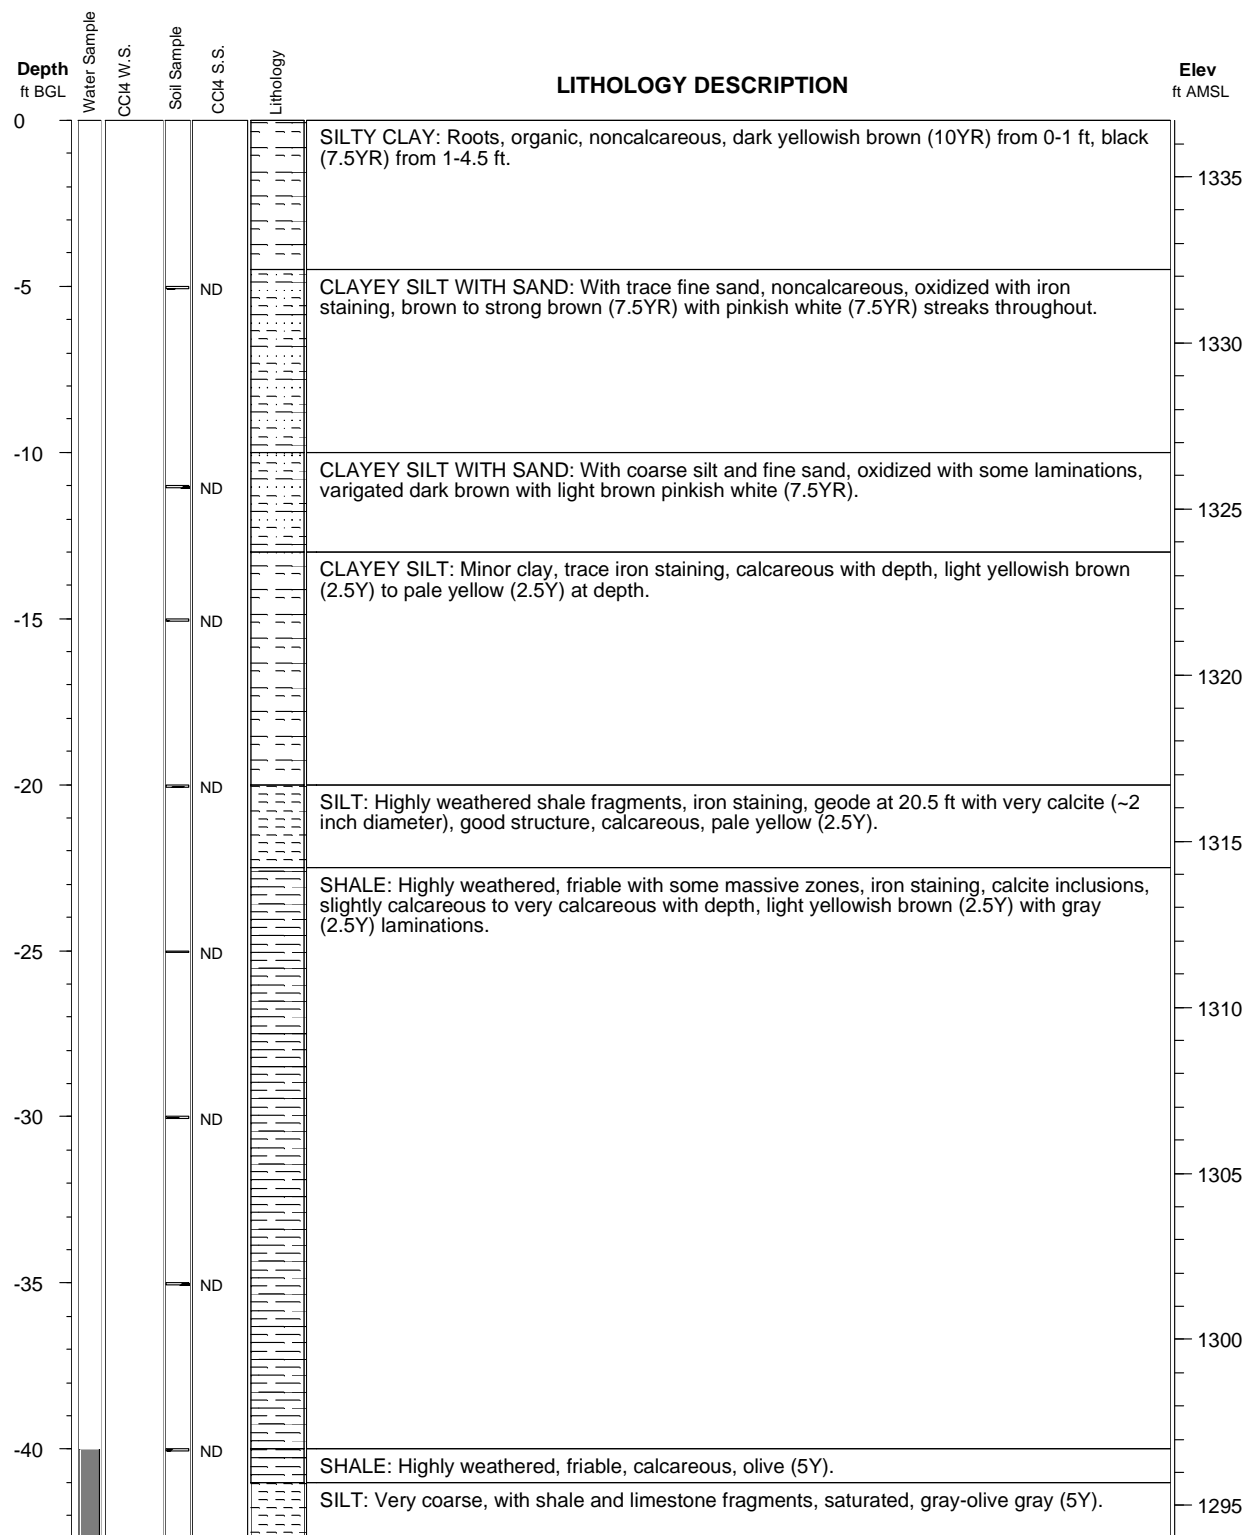 Depth
ft BGL
Water Sample
CCl4 W.S.
Soil Sample
CCl4 S.S.
Lithology
LITHOLOGY DESCRIPTION
Elev
ft AMSL
0
SILTY CLAY: Roots, organic, noncalcareous, dark yellowish brown (10YR) from 0-1 ft, black
(7.5YR) from 1-4.5 ft.
1335
-5
ND
CLAYEY SILT WITH SAND: With trace fine sand, noncalcareous, oxidized with iron
staining, brown to strong brown (7.5YR) with pinkish white (7.5YR) streaks throughout.
1330
-10
CLAYEY SILT WITH SAND: With coarse silt and fine sand, oxidized with some laminations,
varigated dark brown with light brown pinkish white (7.5YR).
ND
1325
CLAYEY SILT: Minor clay, trace iron staining, calcareous with depth, light yellowish brown
(2.5Y) to pale yellow (2.5Y) at depth.
-15
ND
1320
-20
ND
SILT: Highly weathered shale fragments, iron staining, geode at 20.5 ft with very calcite (~2
inch diameter), good structure, calcareous, pale yellow (2.5Y).
1315
SHALE: Highly weathered, friable with some massive zones, iron staining, calcite inclusions,
slightly calcareous to very calcareous with depth, light yellowish brown (2.5Y) with gray
(2.5Y) laminations.
-25
ND
1310
-30
ND
1305
-35
ND
1300
-40
ND
SHALE: Highly weathered, friable, calcareous, olive (5Y).
SILT: Very coarse, with shale and limestone fragments, saturated, gray-olive gray (5Y).
1295